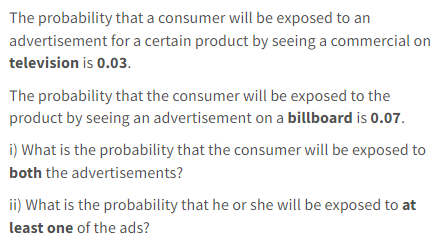 The probability that a consumer will be exposed to an
advertisement for a certain product by seeing a commercial on
television is 0.03.
The probability that the consumer will be exposed to the
product by seeing an advertisement on a billboard is 0.07.
i) What is the probability that the consumer will be exposed to
both the advertisements?
ii) What is the probability that he or she will be exposed to at
least one of the ads?